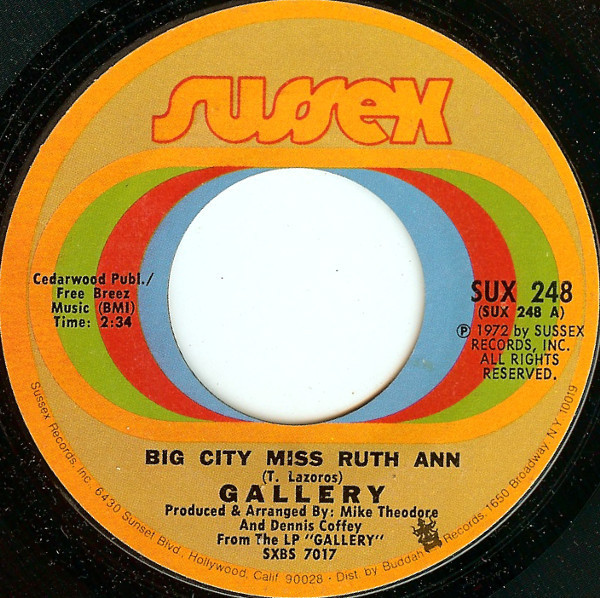 sussex
Cedarwood Publ./
Free Breez
Music (BMI)
Time: 2:34
SUX 248
(SUX 248 A)
℗ 1972 by SUSSEX
RECORDS, INC.
ALL RIGHTS
RESERVED.
BIG CITY MISS RUTH ANN
(T. Lazoros)
GALLERY
Produced & Arranged By: Mike Theodore
And Dennis Coffey
From The LP "GALLERY"
SXBS 7017
Sussex Records, Inc. 6430 Sunset Blvd., Hollywood, Calif 90028 - Dist by Buddah Records, 1650 Broadway, NY, NY 10019